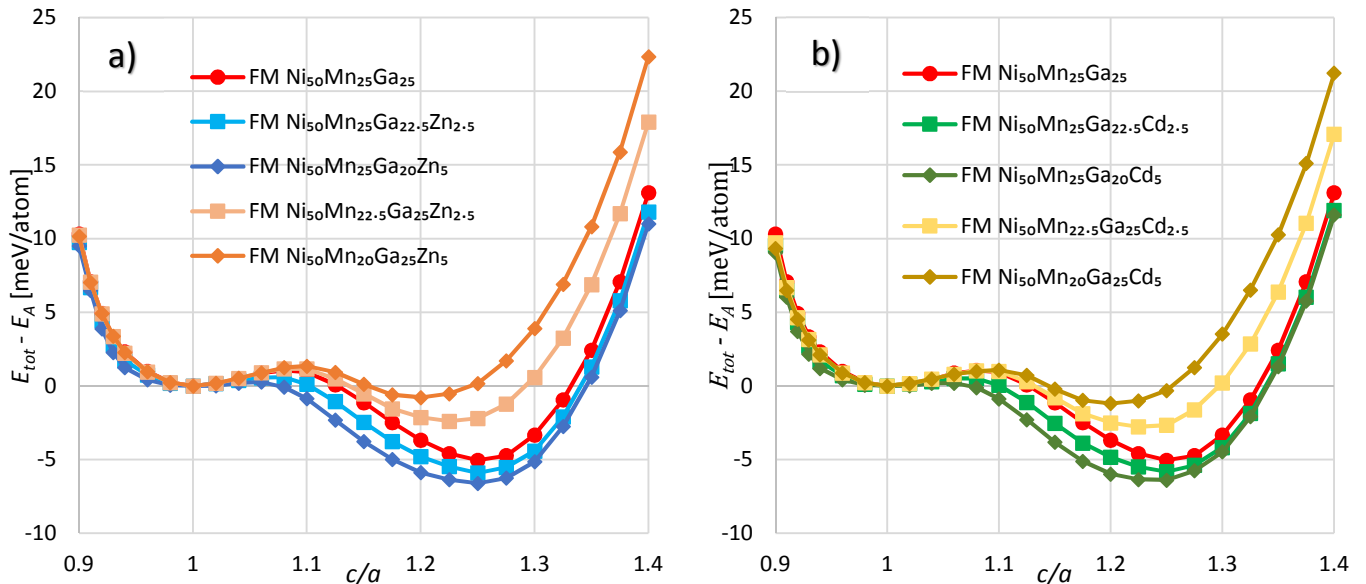 a)
25
20
15
10
5
0
-5
-10
E_tot - E_A [meV/atom]
FM Ni₅₀Mn₂₅Ga₂₅
FM Ni₅₀Mn₂₅Ga₂₂.₅Zn₂.₅
FM Ni₅₀Mn₂₅Ga₂₀Zn₅
FM Ni₅₀Mn₂₂.₅Ga₂₅Zn₂.₅
FM Ni₅₀Mn₂₀Ga₂₅Zn₅
0.9 1 1.1 1.2 1.3 1.4
c/a
b)
25
20
15
10
5
0
-5
-10
E_tot - E_A [meV/atom]
FM Ni₅₀Mn₂₅Ga₂₅
FM Ni₅₀Mn₂₅Ga₂₂.₅Cd₂.₅
FM Ni₅₀Mn₂₅Ga₂₀Cd₅
FM Ni₅₀Mn₂₂.₅Ga₂₅Cd₂.₅
FM Ni₅₀Mn₂₀Ga₂₅Cd₅
0.9 1 1.1 1.2 1.3 1.4
c/a